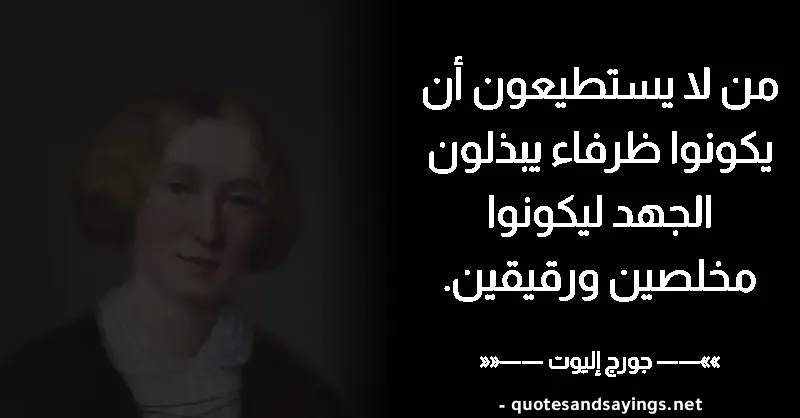 من لا يستطيعون أن
يكونوا ظرفاء يبذلون
الجهد ليكونوا
مخلصين ورقيقين.
»»—— جورج إليوت ——««
- quotesandsayings.net